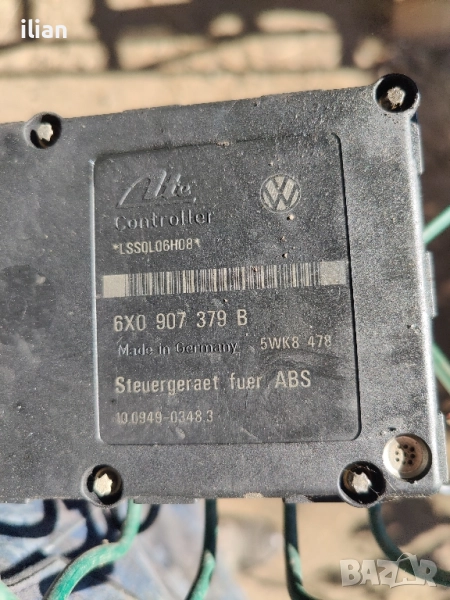 ilian
Ate
Controller
*LSS0L06H08*
6X0 907 379 B
Made in Germany 5WK8 478
Steuergeraet fuer ABS
10.0949-0348.3
bazar